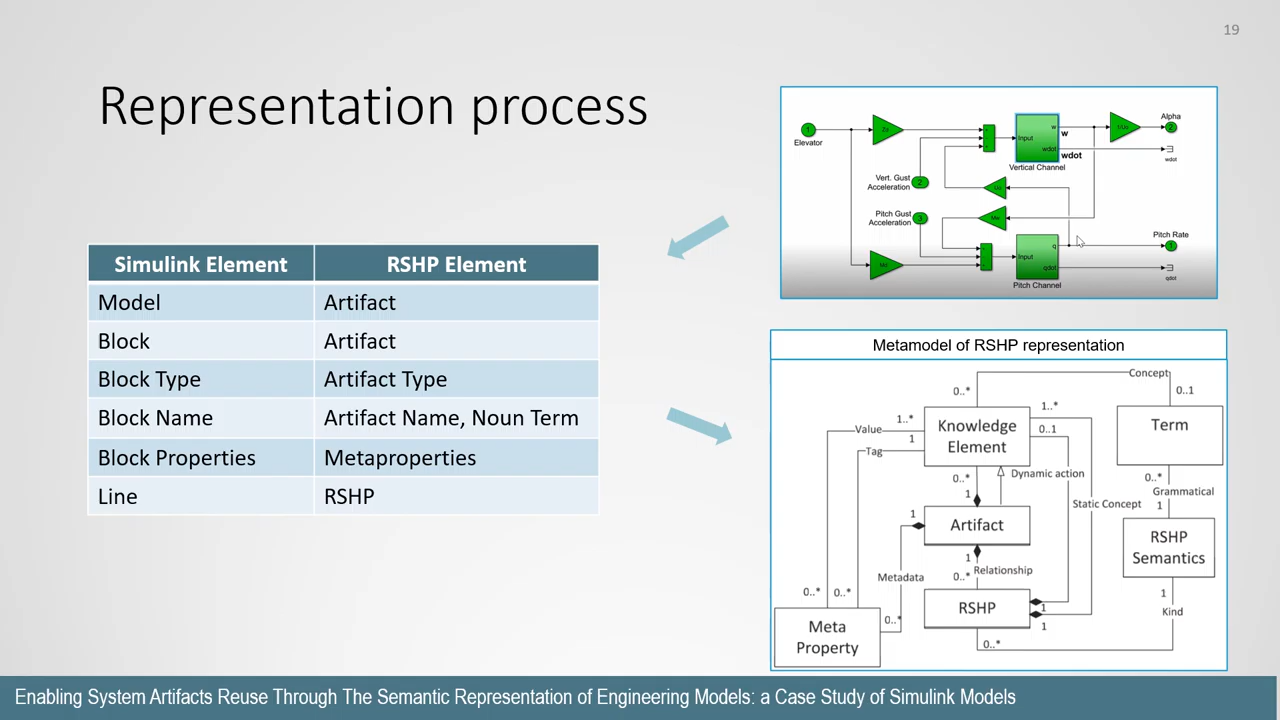 19
Representation process
Simulink Element RSHP Element
Model Artifact
Block Artifact
Block Type Artifact Type
Block Name Artifact Name, Noun Term
Block Properties Metaproperties
Line RSHP
1
Elevator
Vert. Gust
Acceleration
2
Pitch Gust
Acceleration
3
Input
w
wdot
w
wdot
Vertical Channel
Alpha
2
wdot
Input
q
qdot
Pitch Channel
Pitch Rate
1
qdot
Metamodel of RSHP representation
Concept
0..*
0..1
1..*
Value
1..*
1
Tag
Knowledge
Element
0..1
Term
Dynamic action
0..*
1
0..*
Grammatical
1
Static Concept
1
Artifact
RSHP
Semantics
1
Relationship
0..*
Metadata
0..*
0..*
0..*
RSHP
1
1
1
Kind
Meta
Property
0..*
Enabling System Artifacts Reuse Through The Semantic Representation of Engineering Models: a Case Study of Simulink Models